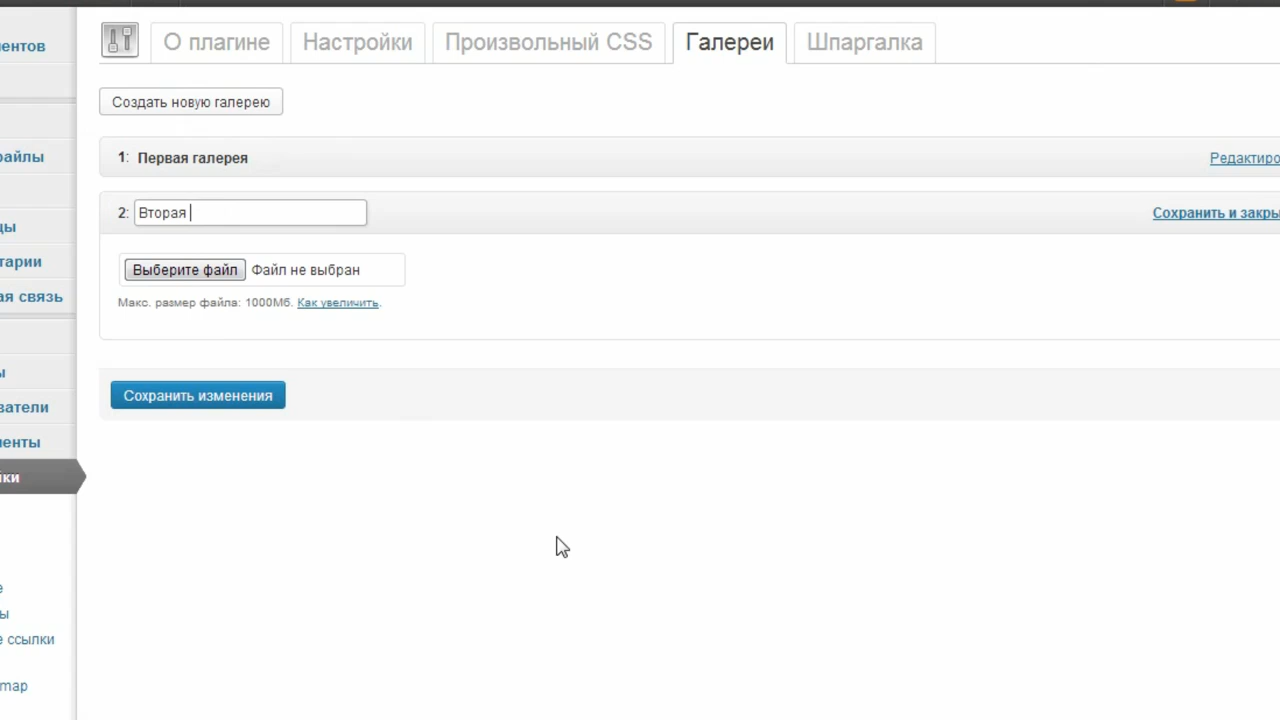 О плагине
Настройки
Произвольный CSS
Галереи
Шпаргалка
Создать новую галерею
1: Первая галерея
2: Вторая
Сохранить и закры
Редактиро
Выберите файл Файл не выбран
Макс. размер файла: 1000Мб. Как увеличить.
Сохранить изменения
ентов
файлы
цы
тарии
ая связь
ы
ватели
менты
йки
е
ы
е ссылки
map